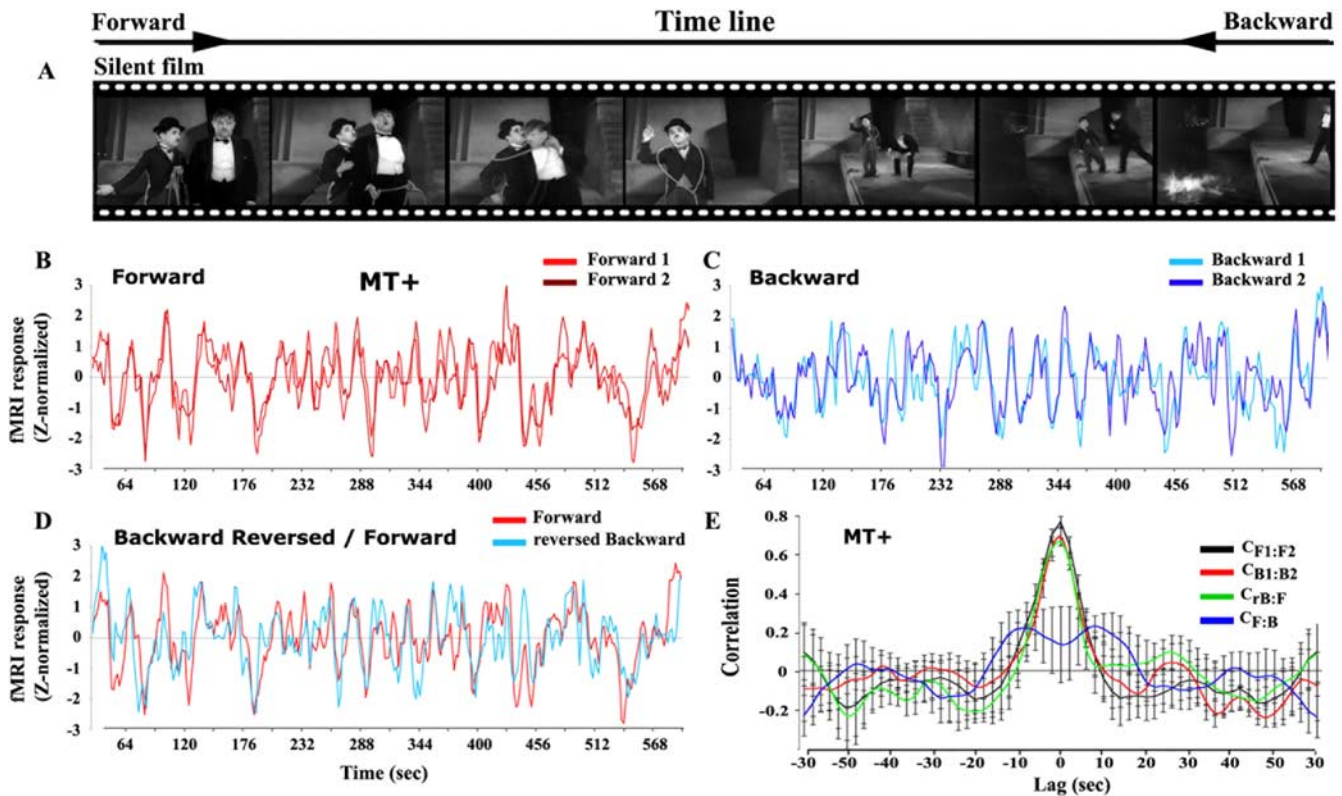 Forward
Time line
Backward
A
Silent film
B
Forward
MT+
Forward 1
Forward 2
fMRI response
(Z-normalized)
3
2
1
0
-1
-2
-3
64 120 176 232 288 344 400 456 512 568
C
Backward
Backward 1
Backward 2
3
2
1
0
-1
-2
-3
64 120 176 232 288 344 400 456 512 568
D
Backward Reversed / Forward
Forward
reversed Backward
fMRI response
(Z-normalized)
3
2
1
0
-1
-2
-3
64 120 176 232 288 344 400 456 512 568
Time (sec)
E
MT+
CF1:F2
CB1:B2
CrB:F
CF:B
Correlation
0.8
0.6
0.4
0.2
0
-0.2
-30 -50 -40 -30 -20 -10 0 10 20 30 40 50 30
Lag (sec)